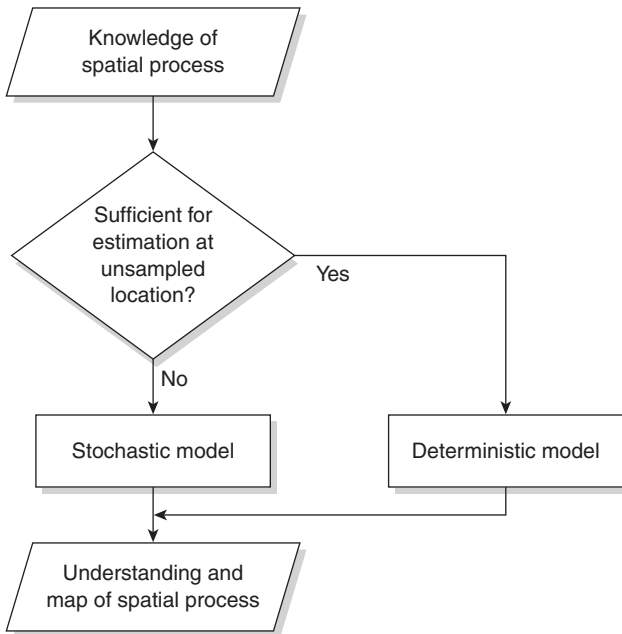 Knowledge of
spatial process
Sufficient for
estimation at
unsampled
location?
Yes
No
Stochastic model
Deterministic model
Understanding and
map of spatial process